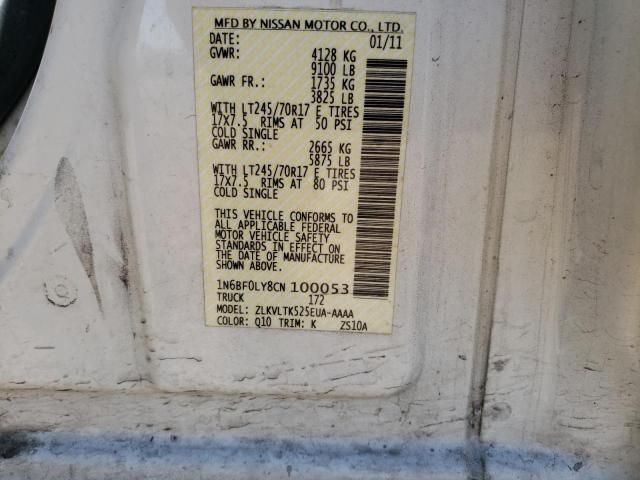 MFD BY NISSAN MOTOR CO., LTD.
DATE: 01/11
GVWR: 4128 KG
9100 LB
GAWR FR.: 1735 KG
3825 LB
WITH LT245/70R17 E TIRES
17X7.5 RIMS AT 50 PSI
COLD SINGLE
GAWR RR.: 2665 KG
5875 LB
WITH LT245/70R17 E TIRES
17X7.5 RIMS AT 80 PSI
COLD SINGLE
THIS VEHICLE CONFORMS TO
ALL APPLICABLE FEDERAL
MOTOR VEHICLE SAFETY
STANDARDS IN EFFECT ON
THE DATE OF MANUFACTURE
SHOWN ABOVE.
1N6BF0LY8CN 100053
TRUCK 172
MODEL: ZLKVLTK525EUA-AAAA
COLOR: Q10 TRIM: K ZS10A